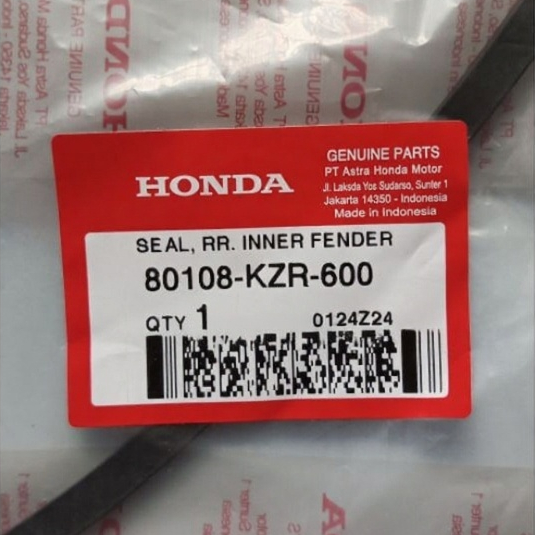 HONDA
GENUINE PARTS
PT Astra Honda Motor
Jl. Laksda Yos Sudarso, Sunter 1
Jakarta 14350 - Indonesia
Made in Indonesia
SEAL, RR. INNER FENDER
80108-KZR-600
QTY 1
0124Z24